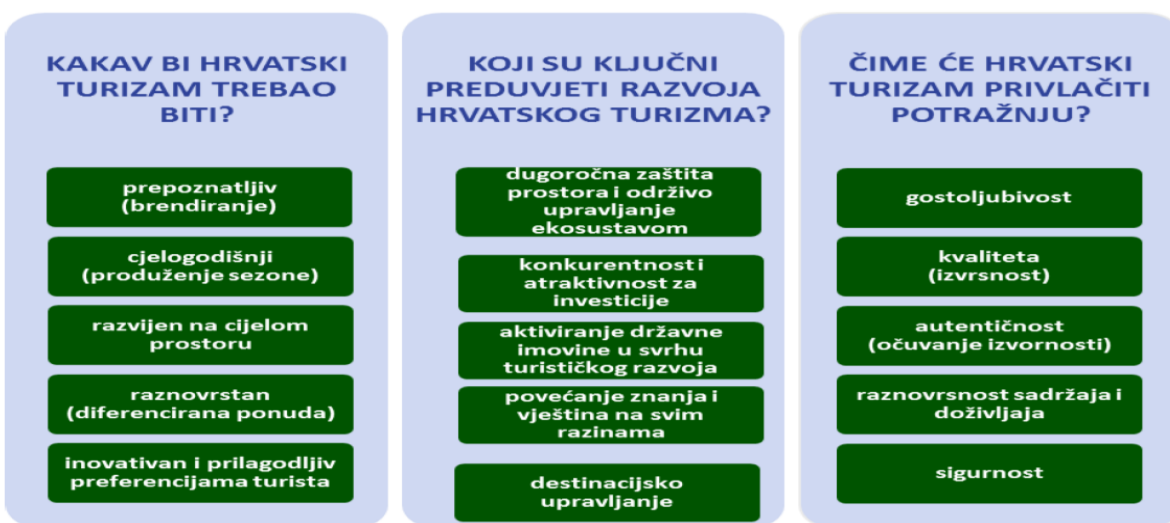 KAKAV BI HRVATSKI
TURIZAM TREBAO
BITI?
prepoznatljiv
(brendiranje)
cjelogodišnji
(produženje sezone)
razvijen na cijelom
prostoru
raznovrstan
(diferencirana ponuda)
inovativan i prilagodljiv
preferencijama turista
KOJI SU KLJUČNI
PREDUVJETI RAZVOJA
HRVATSKOG TURIZMA?
dugoročna zaštita
prostora i održivo
upravljanje
ekosustavom
konkurentnost i
atraktivnost za
investicije
aktiviranje državne
imovine u svrhu
turističkog razvoja
povećanje znanja i
vještina na svim
razinama
destinacijsko
upravljanje
ČIME ĆE HRVATSKI
TURIZAM PRIVLAČITI
POTRAŽNJU?
gostoljubivost
kvaliteta
(izvrsnost)
autentičnost
(očuvanje izvornosti)
raznovrsnost sadržaja i
doživljaja
sigurnost